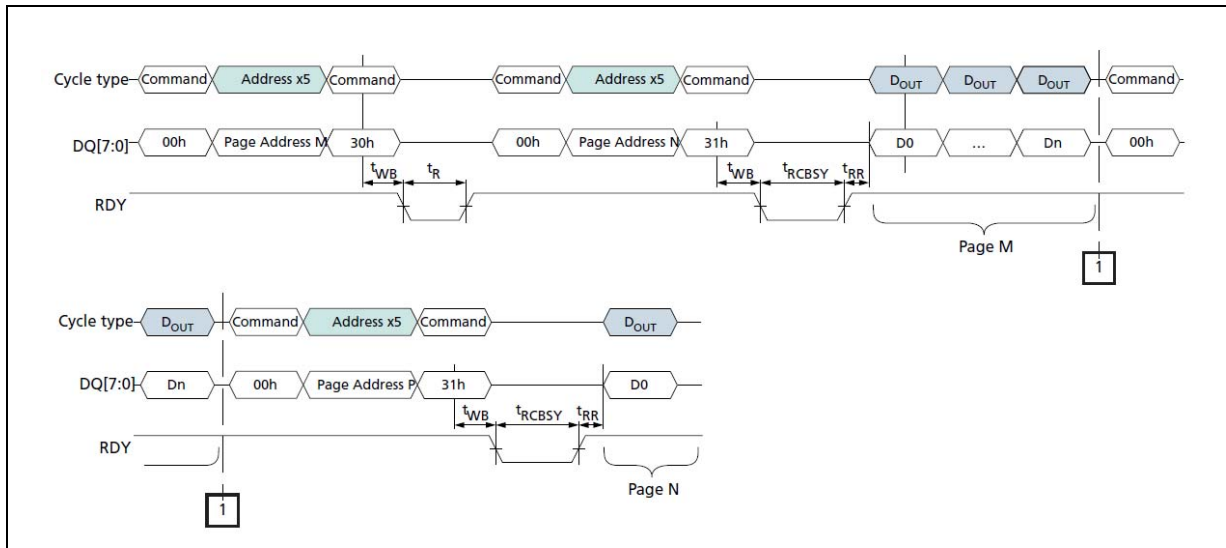 Cycle type Command Address x5 Command Command Address x5 Command DOUT DOUT DOUT Command
DQ[7:0] 00h Page Address M 30h 00h Page Address N 31h D0 ... Dn 00h
tWB tR tWB tRCBSY tRR
RDY
Page M
1
Cycle type DOUT Command Address x5 Command DOUT
DQ[7:0] Dn 00h Page Address P 31h D0
tWB tRCBSY tRR
RDY
Page N
1